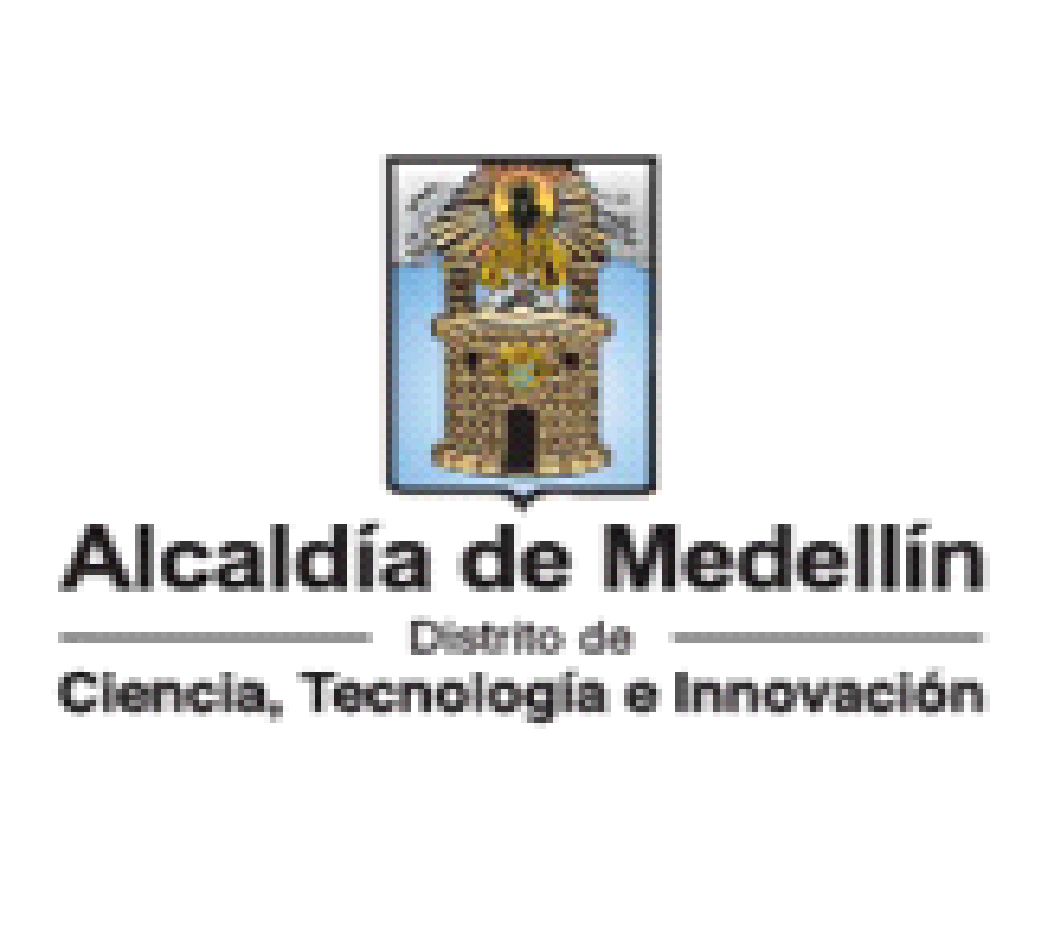 Alcaldía de Medellín
Distrito de
Ciencia, Tecnología e Innovación